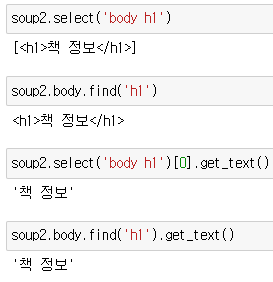 soup2.select('body h1')
[<h1>책 정보</h1>]
soup2.body.find('h1')
<h1>책 정보</h1>
soup2.select('body h1')[0].get_text()
'책 정보'
soup2.body.find('h1').get_text()
'책 정보'